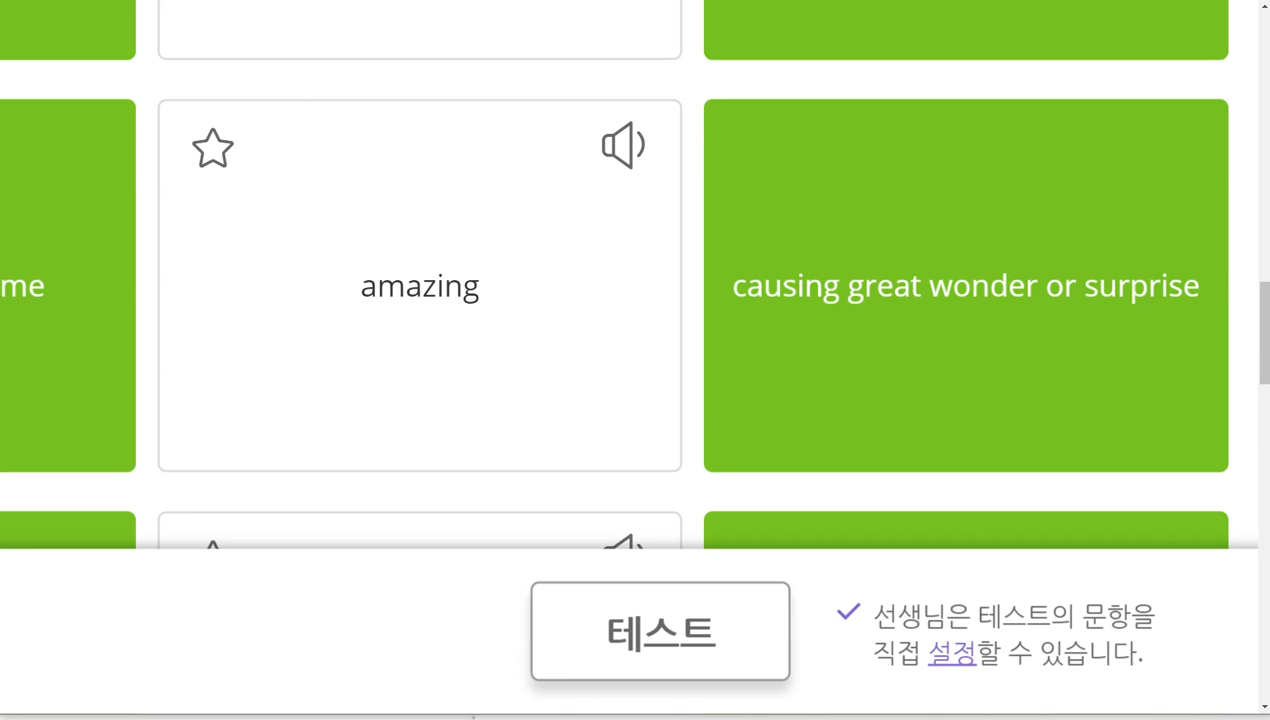 me
amazing
causing great wonder or surprise
테스트
선생님은 테스트의 문항을
직접 설정할 수 있습니다.